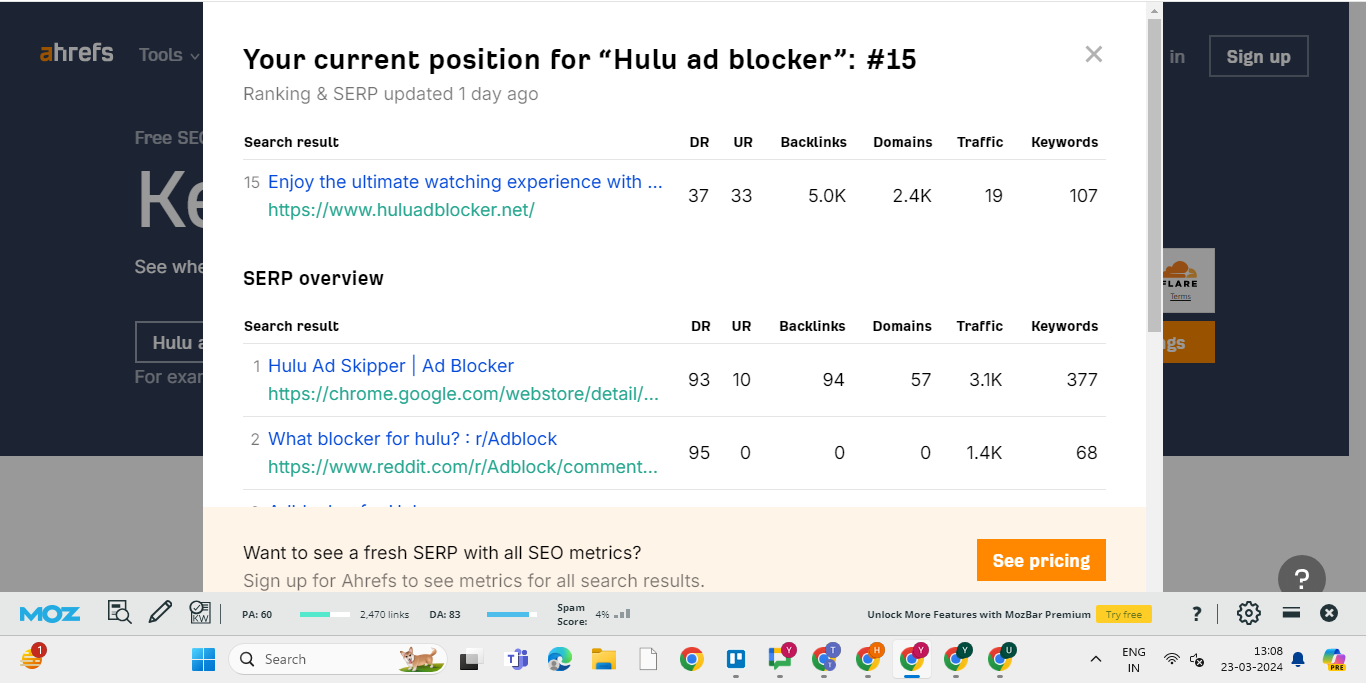 Your current position for “Hulu ad blocker”: #15
Ranking & SERP updated 1 day ago
ahrefs Tools
in Sign up
Free SEO
See whe
Hulu a
For exar
FLARE
Terms
gs
Search result DR UR Backlinks Domains Traffic Keywords
15 Enjoy the ultimate watching experience with ... 37 33 5.0K 2.4K 19 107
https://www.huluadblocker.net/
SERP overview
Search result DR UR Backlinks Domains Traffic Keywords
1 Hulu Ad Skipper | Ad Blocker 93 10 94 57 3.1K 377
https://chrome.google.com/webstore/detail/...
2 What blocker for hulu? : r/Adblock 95 0 0 0 1.4K 68
https://www.reddit.com/r/Adblock/comment...
Want to see a fresh SERP with all SEO metrics?
Sign up for Ahrefs to see metrics for all search results.
See pricing
?
MOZ KW PA: 60 2,470 links DA: 83 Spam Score: 4% Unlock More Features with MozBar Premium Try free ?
1 Search T Y T H Y Y U ENG IN 13:08 23-03-2024 PRE